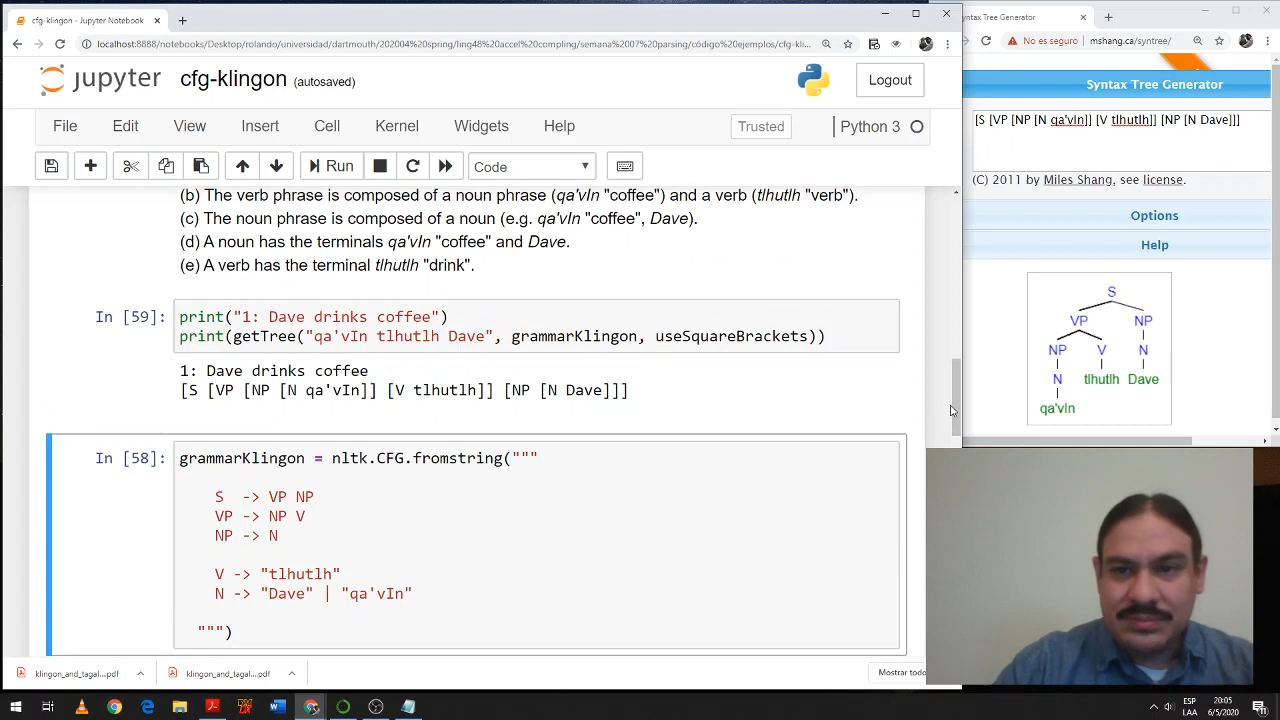 cfg-klingon - Jupyter Notebook
yntax Tree Generator
localhost:8888/notebooks/Desktop/rolando/universidad/dartmouth/202004%20spring/ling48%20accel%20compling/semana%2007%20parsing/código%20ejemplos/cfg-kli...
No es seguro | mshang.ca/syntree/
jupyter cfg-klingon (autosaved)
Logout
File Edit View Insert Cell Kernel Widgets Help
Trusted
Python 3
Run
Code
(b) The verb phrase is composed of a noun phrase (qa'vIn "coffee") and a verb (tlhutlh "verb").
(c) The noun phrase is composed of a noun (e.g. qa'vIn "coffee", Dave).
(d) A noun has the terminals qa'vIn "coffee" and Dave.
(e) A verb has the terminal tlhutlh "drink".
In [59]:
print("1: Dave drinks coffee")
print(getTree("qa'vIn tlhutlh Dave", grammarKlingon, useSquareBrackets))
1: Dave drinks coffee
[S [VP [NP [N qa'vIn]] [V tlhutlh]] [NP [N Dave]]]
In [58]:
grammarKlingon = nltk.CFG.fromstring("""
S -> VP NP
VP -> NP V
NP -> N
V -> "tlhutlh"
N -> "Dave" | "qa'vIn"
""")
Syntax Tree Generator
[S [VP [NP [N qa'vIn]] [V tlhutlh]] [NP [N Dave]]]
(C) 2011 by Miles Shang, see license.
Options
Help
S
VP NP
NP V N
N tlhutlh Dave
qa'vIn
klingon_and_tagal....pdf
klingon_and_tagal....pdf
Mostrar todo
ESP
LAA
20:05
6/5/2020